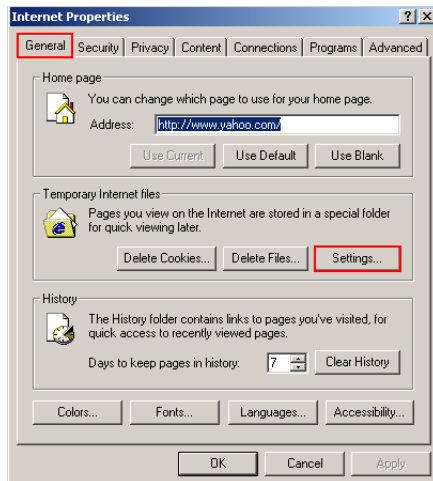 Internet Properties
General Security Privacy Content Connections Programs Advanced
Home page
You can change which page to use for your home page.
Address: http://www.yahoo.com/
Use Current Use Default Use Blank
Temporary Internet files
Pages you view on the Internet are stored in a special folder
for quick viewing later.
Delete Cookies... Delete Files... Settings...
History
The History folder contains links to pages you've visited, for
quick access to recently viewed pages.
Days to keep pages in history: 7 Clear History
Colors... Fonts... Languages... Accessibility...
OK Cancel Apply